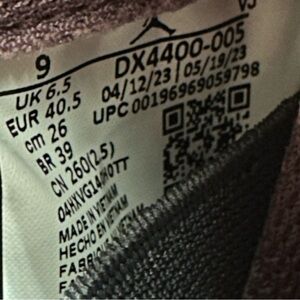 9
UK 6.5
EUR 40.5
cm 26
BR 39
CN 260(2.5)
DX4400-005
04/12/23 05/19/23
UPC 00196969059798
MADE IN VIETNAM
HECHO EN VIETNAM